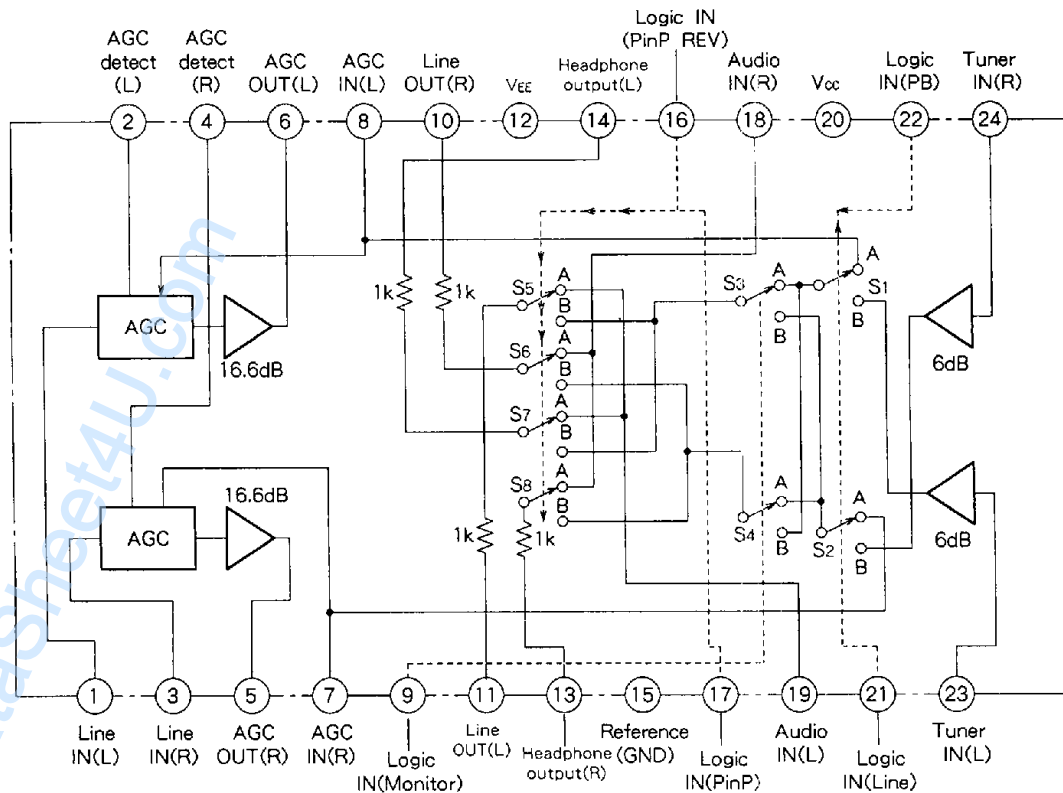 Logic IN
(PinP REV)
AGC
detect
(L)
AGC
detect
(R)
AGC
OUT(L)
AGC
IN(L)
Line
OUT(R)
VEE
Headphone
output(L)
Audio
IN(R)
Vcc
Logic
IN(PB)
Tuner
IN(R)
2
4
6
8
10
12
14
16
18
20
22
24
1k
1k
S5
A
B
S6
A
B
S7
A
B
S8
A
B
S3
A
B
A
S1
B
6dB
AGC
16.6dB
16.6dB
AGC
1k
1k
S4
A
B
S2
A
B
6dB
1
3
5
7
9
11
13
15
17
19
21
23
Line
IN(L)
Line
IN(R)
AGC
OUT(R)
AGC
IN(R)
Logic
IN(Monitor)
Line
OUT(L)
Headphone
output(R)
Reference
(GND)
Logic
IN(PinP)
Audio
IN(L)
Logic
IN(Line)
Tuner
IN(L)
ataSheet4U.com